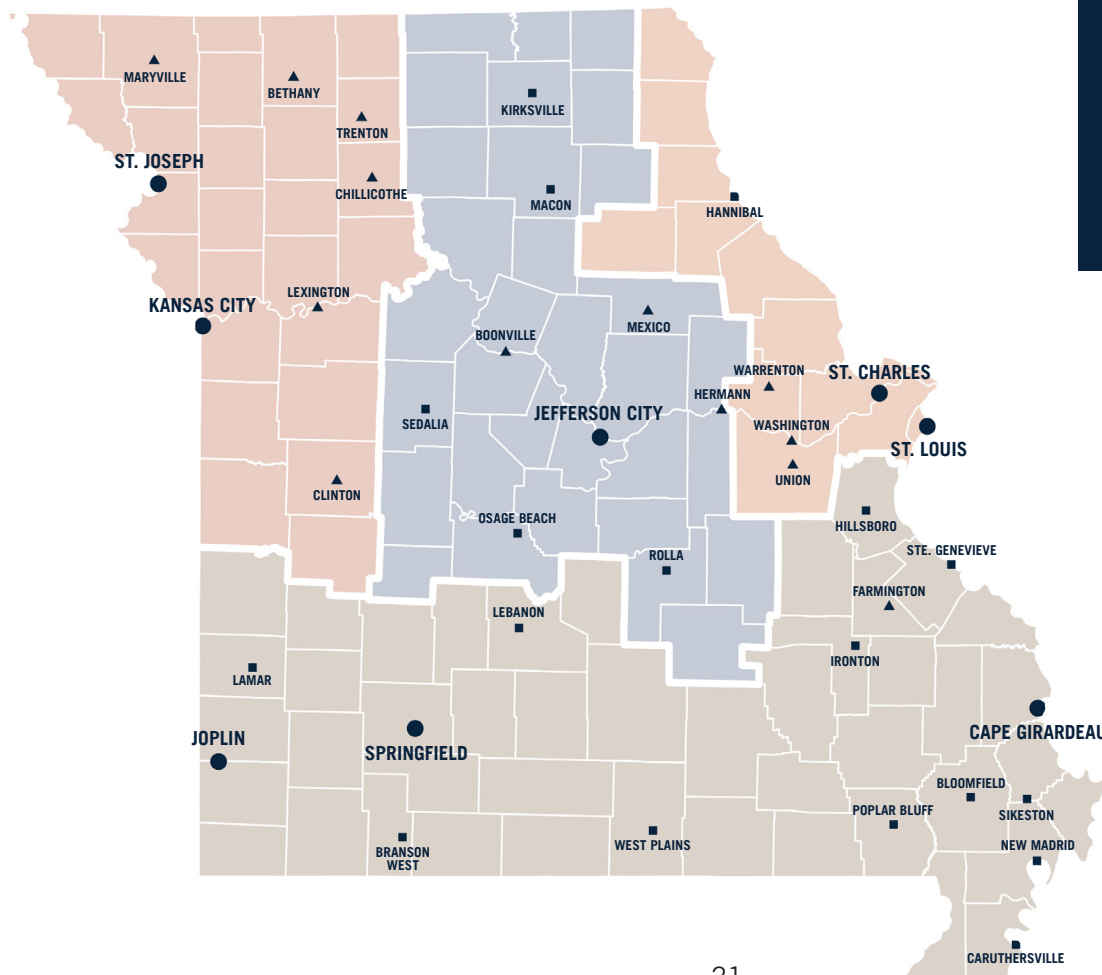 MARYVILLE
BETHANY
KIRKSVILLE
TRENTON
ST. JOSEPH
CHILLICOTHE
MACON
HANNIBAL
LEXINGTON
KANSAS CITY
BOONVILLE
MEXICO
WARRENTON
ST. CHARLES
HERMANN
SEDALIA
JEFFERSON CITY
WASHINGTON
ST. LOUIS
UNION
CLINTON
OSAGE BEACH
HILLSBORO
ROLLA
STE. GENEVIEVE
FARMINGTON
LEBANON
IRONTON
LAMAR
JOPLIN
SPRINGFIELD
CAPE GIRARDEAU
BLOOMFIELD
POPLAR BLUFF
SIKESTON
BRANSON
WEST
WEST PLAINS
NEW MADRID
CARUTHERSVILLE
21